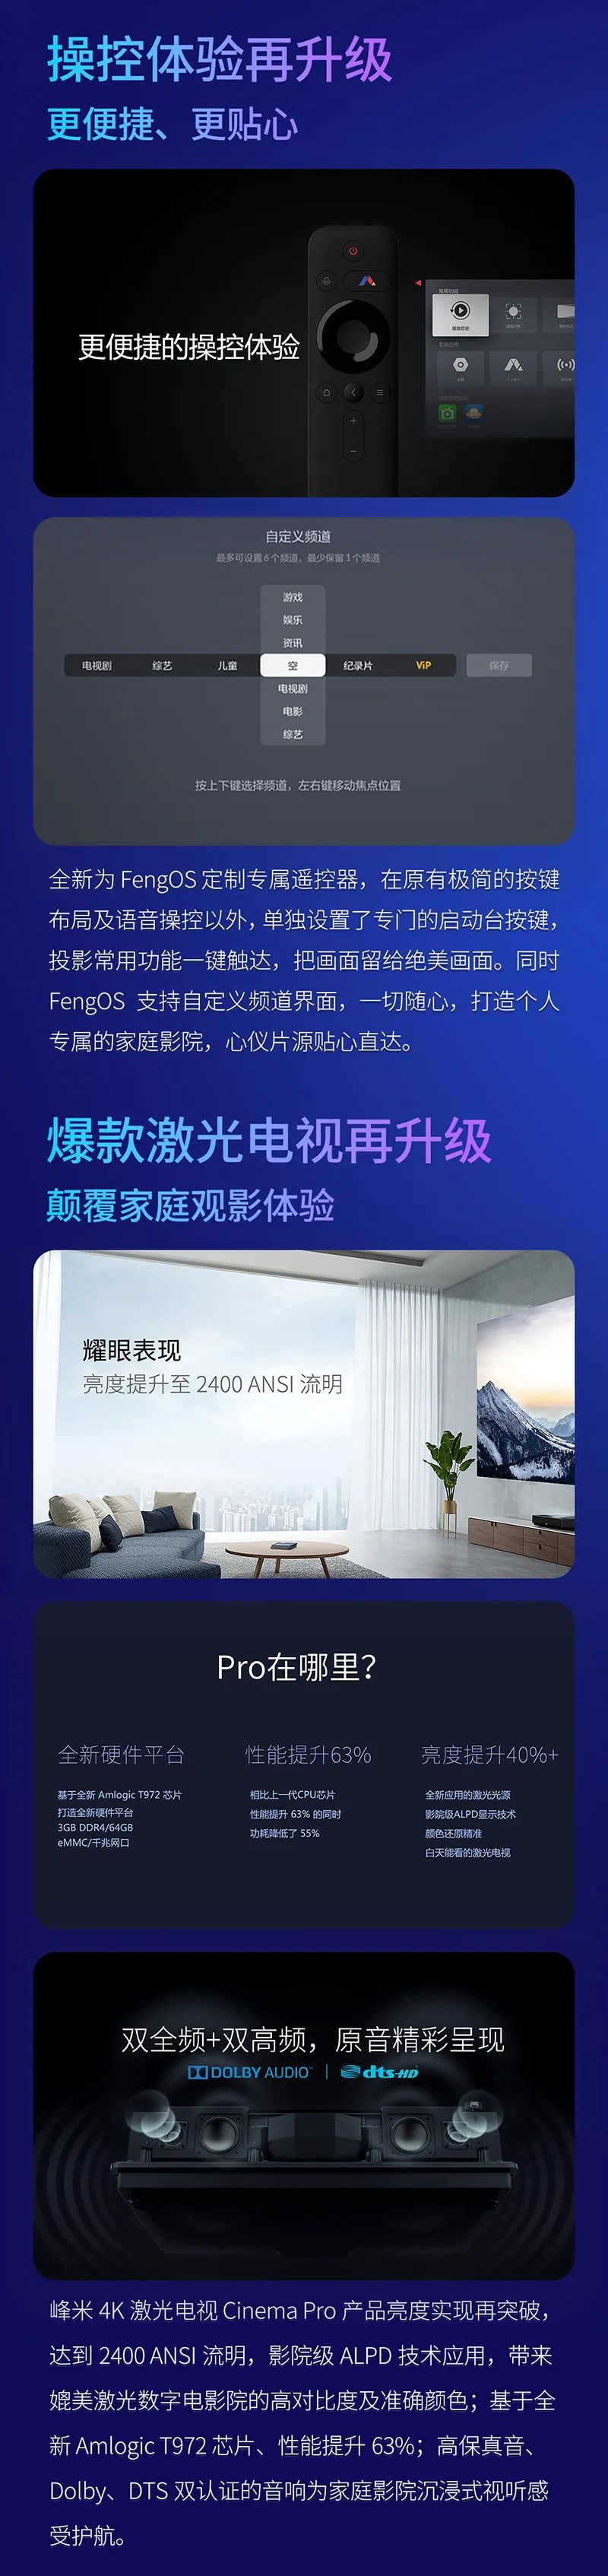 操控体验再升级
更便捷、更贴心
更便捷的操控体验
常用功能
播放历史
自定义频道
最多可设置6个频道，最少保留1个频道
游戏
娱乐
资讯
电视剧 综艺 儿童 空 纪录片 ViP 保存
电视剧
电影
综艺
按上下键选择频道，左右键移动焦点位置
全新为 FengOS 定制专属遥控器，在原有极简的按键
布局及语音操控以外，单独设置了专门的启动台按键，
投影常用功能一键触达，把画面留给绝美画面。同时
FengOS 支持自定义频道界面，一切随心，打造个人
专属的家庭影院，心仪片源贴心直达。
爆款激光电视再升级
颠覆家庭观影体验
耀眼表现
亮度提升至 2400 ANSI 流明
Pro在哪里？
全新硬件平台 性能提升63% 亮度提升40%+
基于全新 Amlogic T972 芯片 相比上一代CPU芯片 全新应用的激光光源
打造全新硬件平台 性能提升 63% 的同时 影院级ALPD显示技术
3GB DDR4/64GB 功耗降低了 55% 颜色还原精准
eMMC/千兆网口 白天能看的激光电视
双全频+双高频，原音精彩呈现
DOLBY AUDIO™ | dts-HD
峰米 4K 激光电视 Cinema Pro 产品亮度实现再突破，
达到 2400 ANSI 流明，影院级 ALPD 技术应用，带来
媲美激光数字电影院的高对比度及准确颜色；基于全
新 Amlogic T972 芯片、性能提升 63%；高保真音、
Dolby、DTS 双认证的音响为家庭影院沉浸式视听感
受护航。